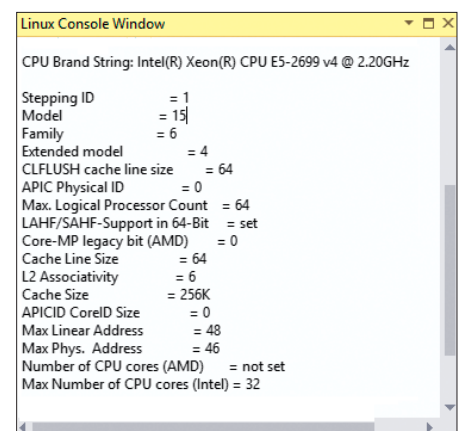 Linux Console Window
CPU Brand String: Intel(R) Xeon(R) CPU E5-2699 v4 @ 2.20GHz
Stepping ID = 1
Model = 15
Family = 6
Extended model = 4
CLFLUSH cache line size = 64
APIC Physical ID = 0
Max. Logical Processor Count = 64
LAHF/SAHF-Support in 64-Bit = set
Core-MP legacy bit (AMD) = 0
Cache Line Size = 64
L2 Associativity = 6
Cache Size = 256K
APICID CoreID Size = 0
Max Linear Address = 48
Max Phys. Address = 46
Number of CPU cores (AMD) = not set
Max Number of CPU cores (Intel) = 32